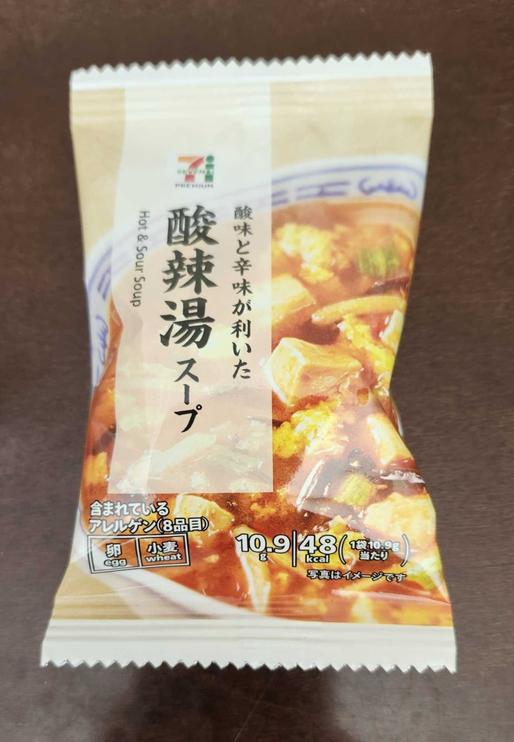 7i
SEVEN&i
PREMIUM
酸味と辛味が利いた
酸辣湯スープ
Hot & Sour Soup
含まれている
アレルゲン(8品目)
卵
egg
小麦
wheat
10.9g
48kcal
(1袋10.9g当たり)
写真はイメージです